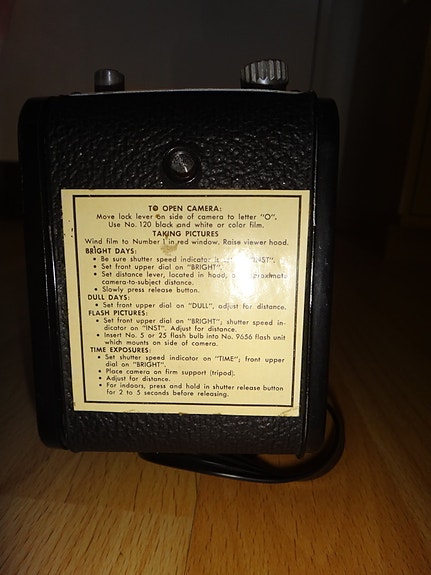 TO OPEN CAMERA:
Move lock lever on side of camera to letter "O".
Use No. 120 black and white or color film.
TAKING PICTURES
Wind film to Number 1 in red window. Raise viewer hood.
BRIGHT DAYS:
• Be sure shutter speed indicator is "INST".
• Set front upper dial on "BRIGHT".
• Set distance lever, located in hood, approximate
camera-to-subject distance.
• Slowly press release button.
DULL DAYS:
• Set front upper dial on "DULL", adjust for distance.
FLASH PICTURES:
• Set front upper dial on "BRIGHT"; shutter speed in-
dicator on "INST". Adjust for distance.
• Insert No. 5 or 25 flash bulb into No. 9656 flash unit
which mounts on side of camera.
TIME EXPOSURES:
• Set shutter speed indicator on "TIME"; front upper
dial on "BRIGHT".
• Place camera on firm support (tripod).
• Adjust for distance.
• For indoors, press and hold in shutter release button
for 2 to 5 seconds before releasing.